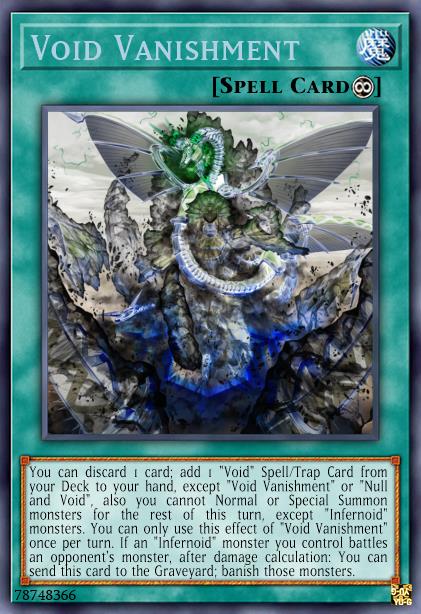 Void Vanishment
[Spell Card]
You can discard 1 card; add 1 "Void" Spell/Trap Card from
your Deck to your hand, except "Void Vanishment" or "Null
and Void", also you cannot Normal or Special Summon
monsters for the rest of this turn, except "Infernoid"
monsters. You can only use this effect of "Void Vanishment"
once per turn. If an "Infernoid" monster you control battles
an opponent's monster, after damage calculation: You can
send this card to the Graveyard; banish those monsters.
78748366